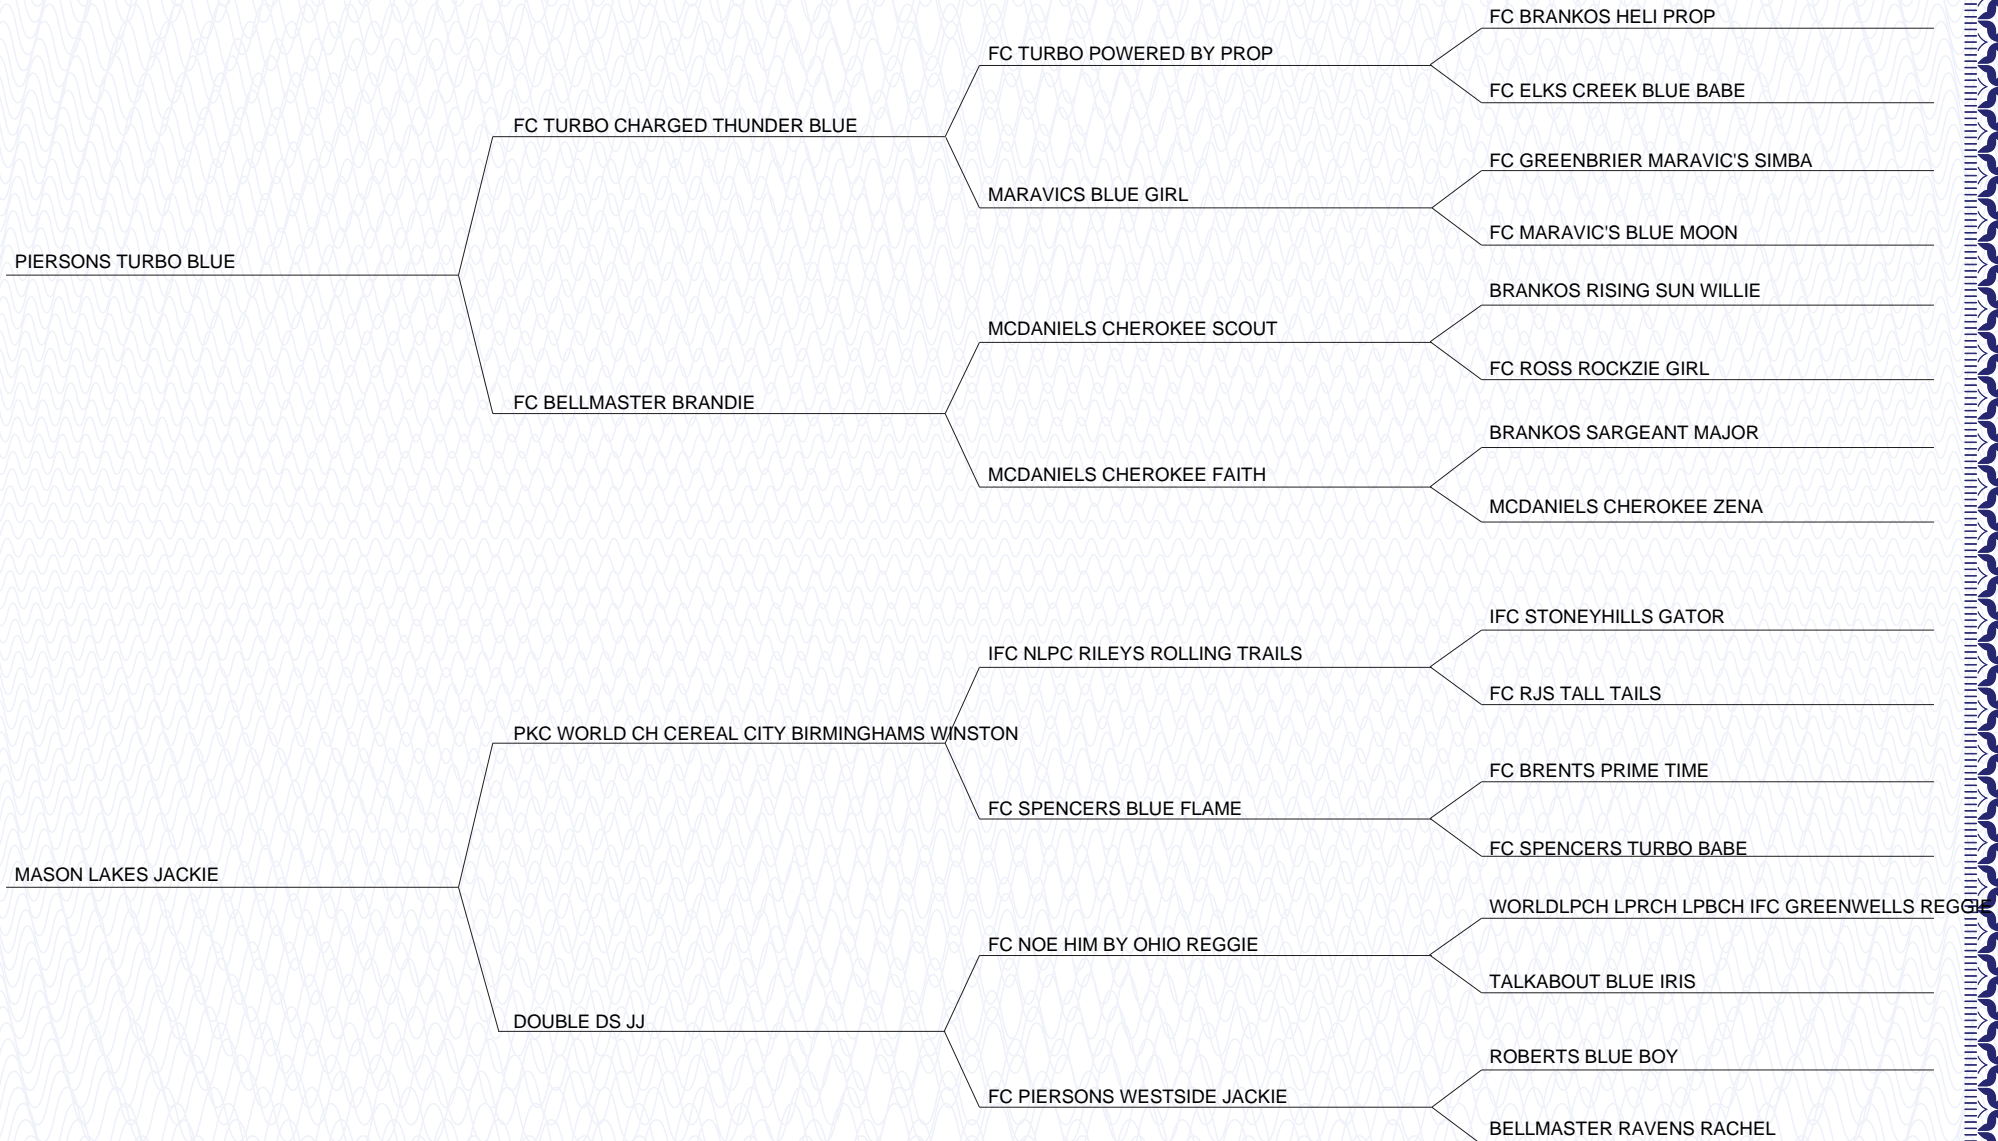 FC BRANKOS HELI PROP
FC TURBO POWERED BY PROP
FC ELKS CREEK BLUE BABE
FC TURBO CHARGED THUNDER BLUE
FC GREENBRIER MARAVIC'S SIMBA
MARAVICS BLUE GIRL
FC MARAVIC'S BLUE MOON
PIERSONS TURBO BLUE
BRANKOS RISING SUN WILLIE
MCDANIELS CHEROKEE SCOUT
FC ROSS ROCKZIE GIRL
FC BELLMASTER BRANDIE
BRANKOS SARGEANT MAJOR
MCDANIELS CHEROKEE FAITH
MCDANIELS CHEROKEE ZENA
IFC STONEYHILLS GATOR
IFC NLPC RILEYS ROLLING TRAILS
FC RJS TALL TAILS
PKC WORLD CH CEREAL CITY BIRMINGHAMS WINSTON
FC BRENTS PRIME TIME
FC SPENCERS BLUE FLAME
FC SPENCERS TURBO BABE
MASON LAKES JACKIE
WORLDLPCH LPRCH LPBCH IFC GREENWELLS REGGIE
FC NOE HIM BY OHIO REGGIE
TALKABOUT BLUE IRIS
DOUBLE DS JJ
ROBERTS BLUE BOY
FC PIERSONS WESTSIDE JACKIE
BELLMASTER RAVENS RACHEL